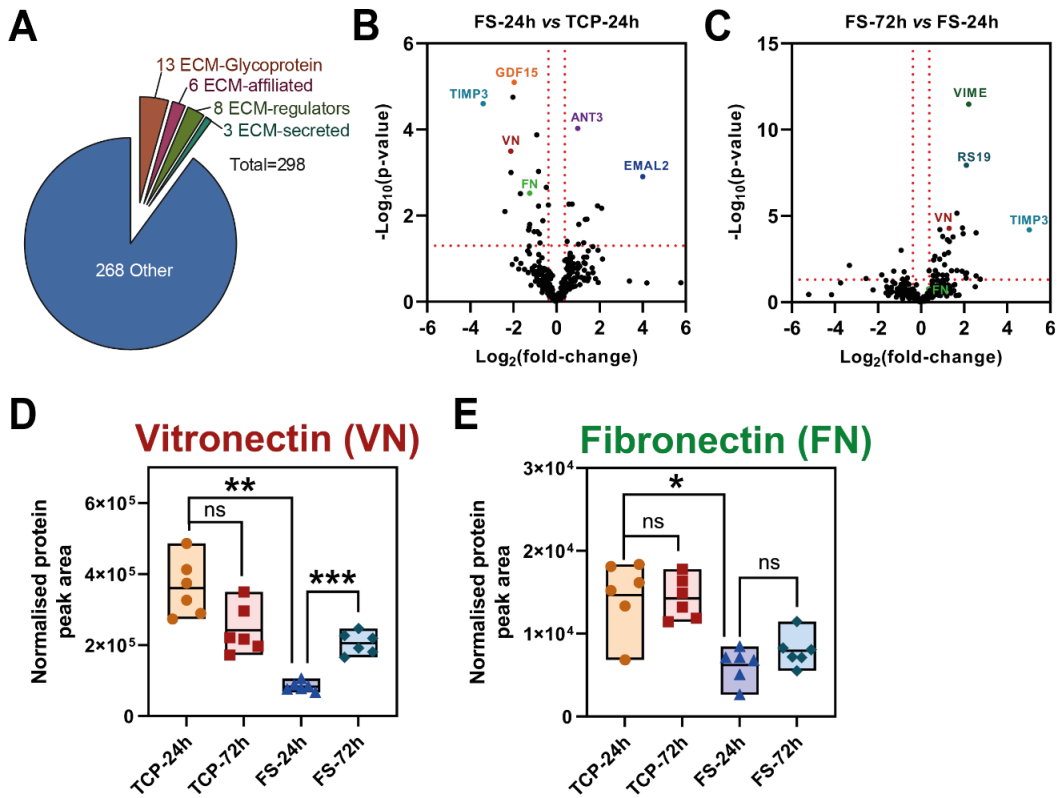 A
13 ECM-Glycoprotein
6 ECM-affiliated
8 ECM-regulators
3 ECM-secreted
Total=298
268 Other
B
FS-24h vs TCP-24h
-Log10(p-value)
6
4
2
0
GDF15
TIMP3
ANT3
VN
EMAL2
FN
-6 -4 -2 0 2 4 6
Log2(fold-change)
C
FS-72h vs FS-24h
-Log10(p-value)
15
10
5
0
VIME
RS19
VN
TIMP3
FN
-6 -4 -2 0 2 4 6
Log2(fold-change)
D
Vitronectin (VN)
Normalised protein
peak area
6×10⁵
4×10⁵
2×10⁵
0
**
ns
***
TCP-24h
TCP-72h
FS-24h
FS-72h
E
Fibronectin (FN)
Normalised protein
peak area
3×10⁴
2×10⁴
1×10⁴
0
*
ns
ns
TCP-24h
TCP-72h
FS-24h
FS-72h